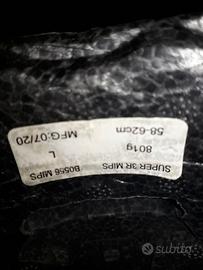 SUPER 3R MIPS
801g
58-62cm
B0556 MIPS
L
MFG:07/20
subito